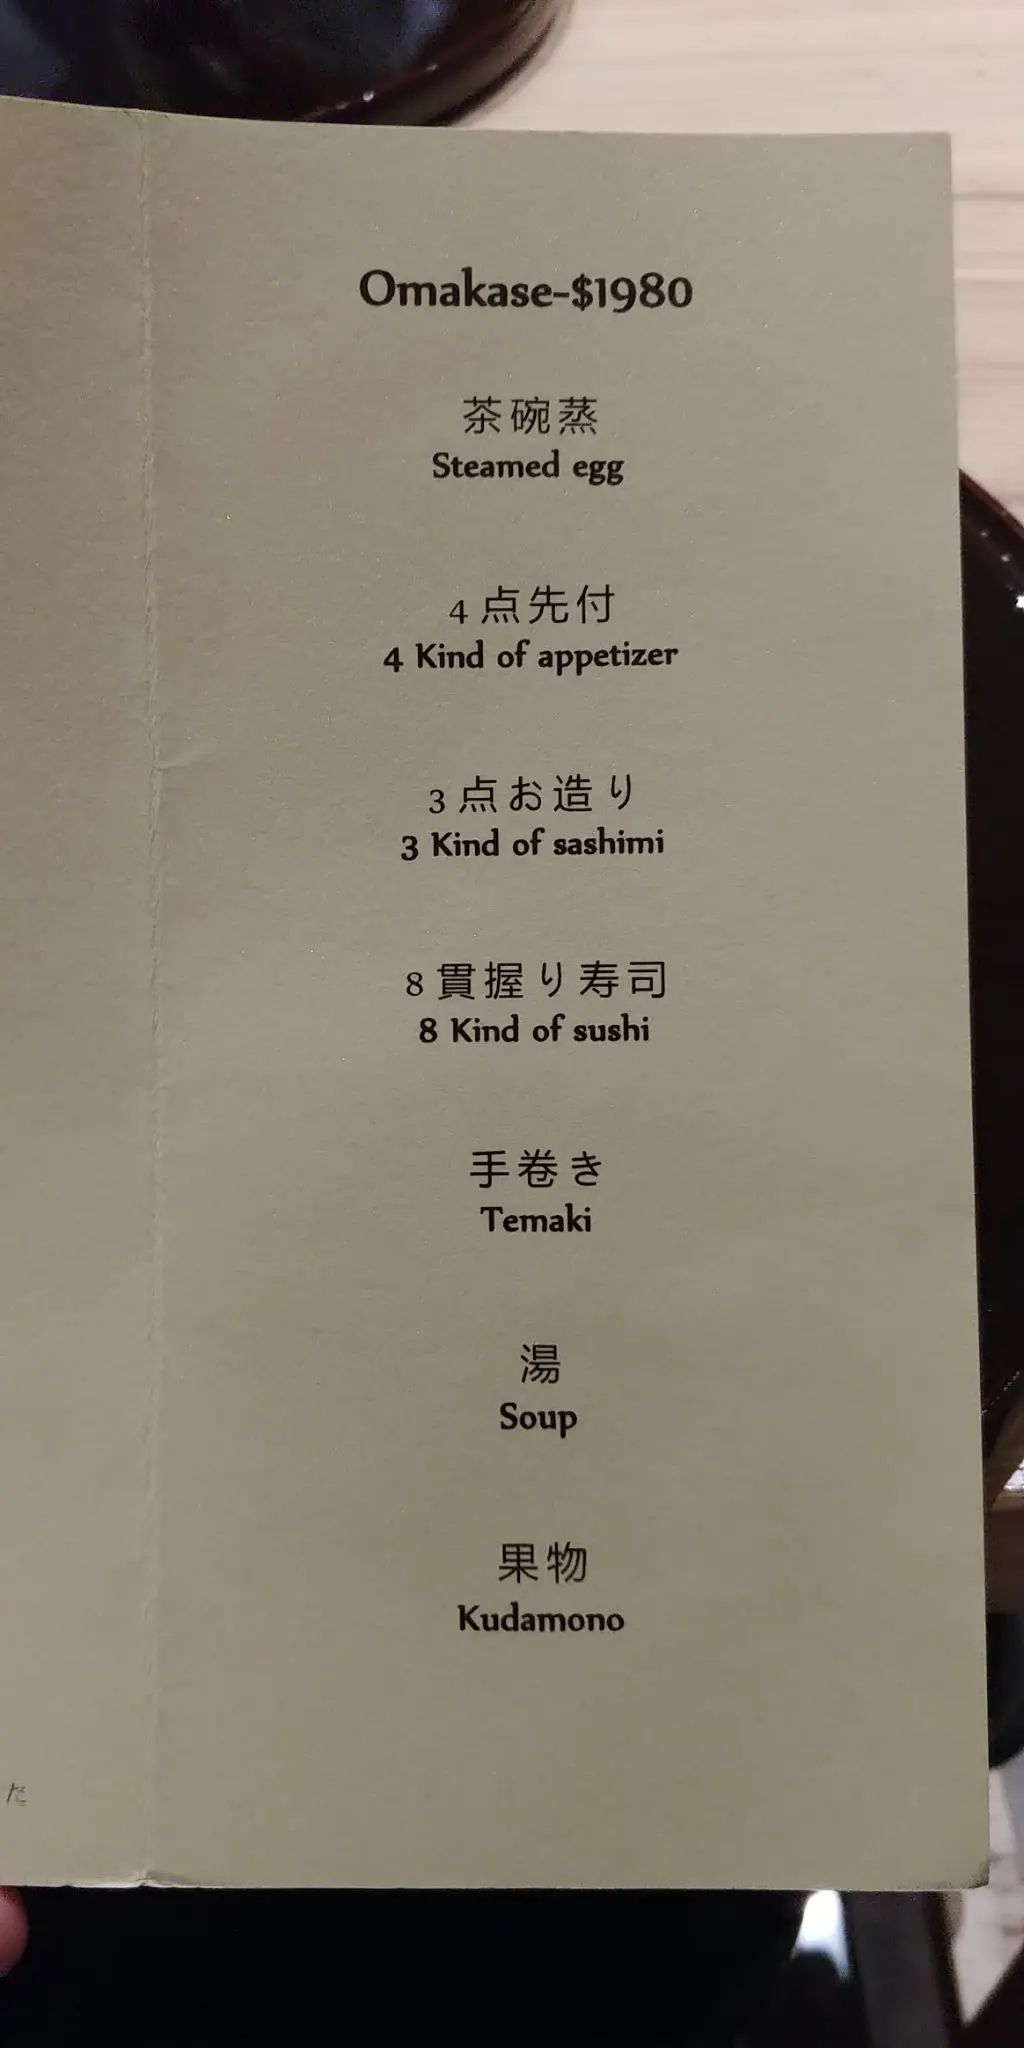 Omakase-$1980
茶碗蒸
Steamed egg
4 点先付
4 Kind of appetizer
3 点お造り
3 Kind of sashimi
8 貫握り寿司
8 Kind of sushi
手巻き
Temaki
湯
Soup
果物
Kudamono
だ